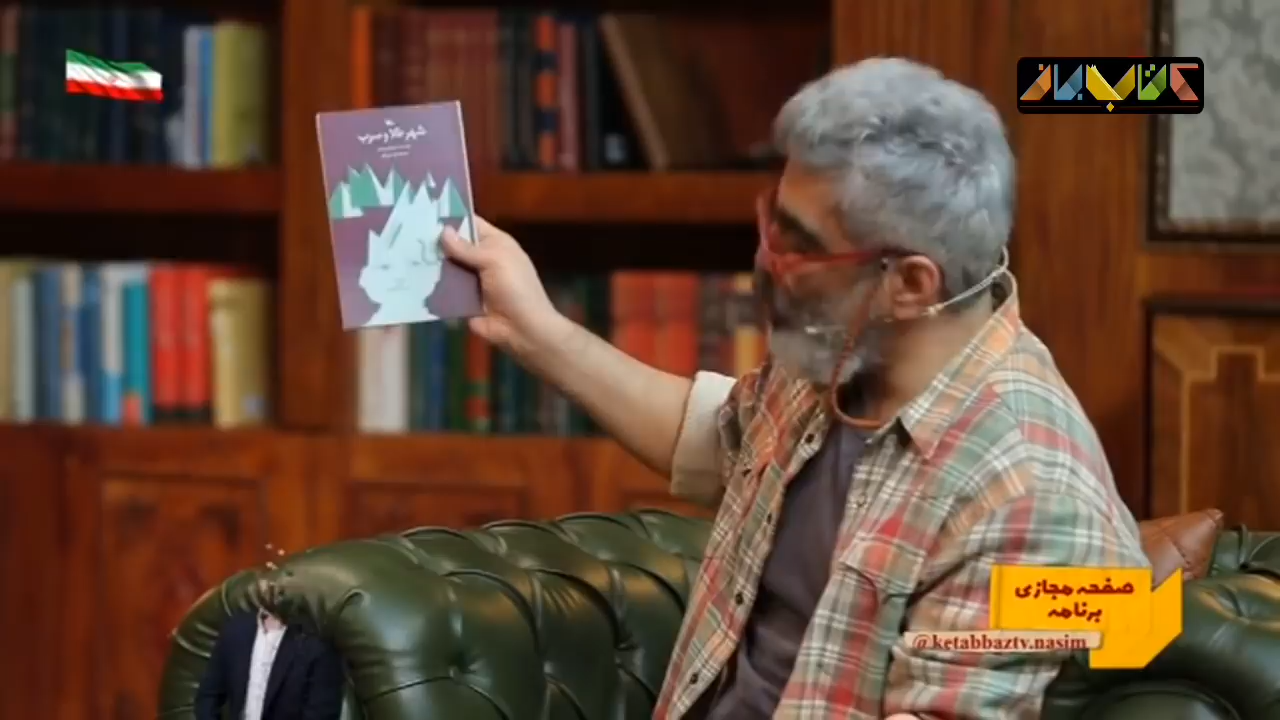 کتاب‌باز
شهر طلا و سرب
صفحه مجازی
برنامه
@ketabbaztv.nasim